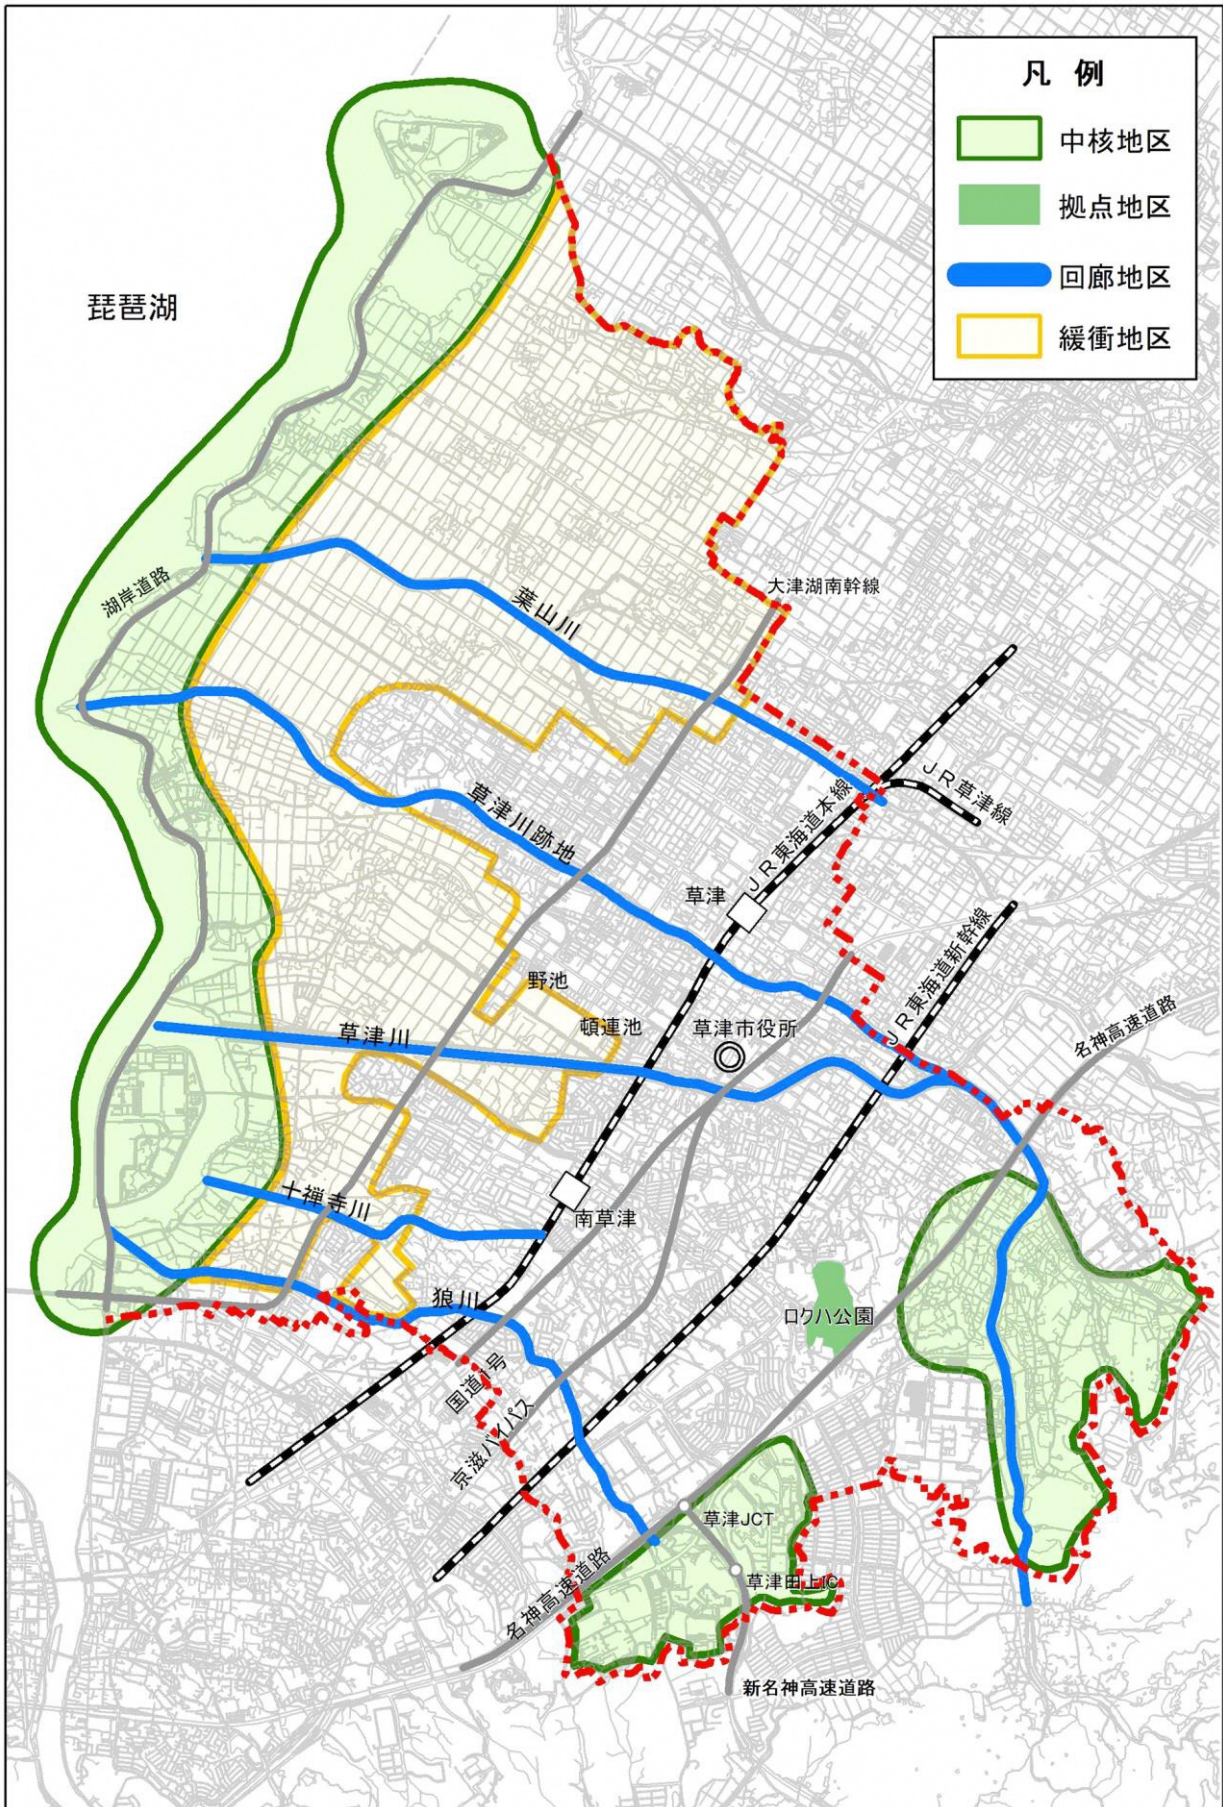 凡 例
中核地区
拠点地区
回廊地区
緩衝地区
琵琶湖
湖岸道路
葉山川
大津湖南幹線
草津川跡地
JR東海道本線
JR草津線
草津
JR東海道新幹線
野池
頓連池
草津市役所
草津川
名神高速道路
十禅寺川
南草津
狼川
ロクハ公園
国道1号
京滋バイパス
草津JCT
草津田上IC
名神高速道路
新名神高速道路